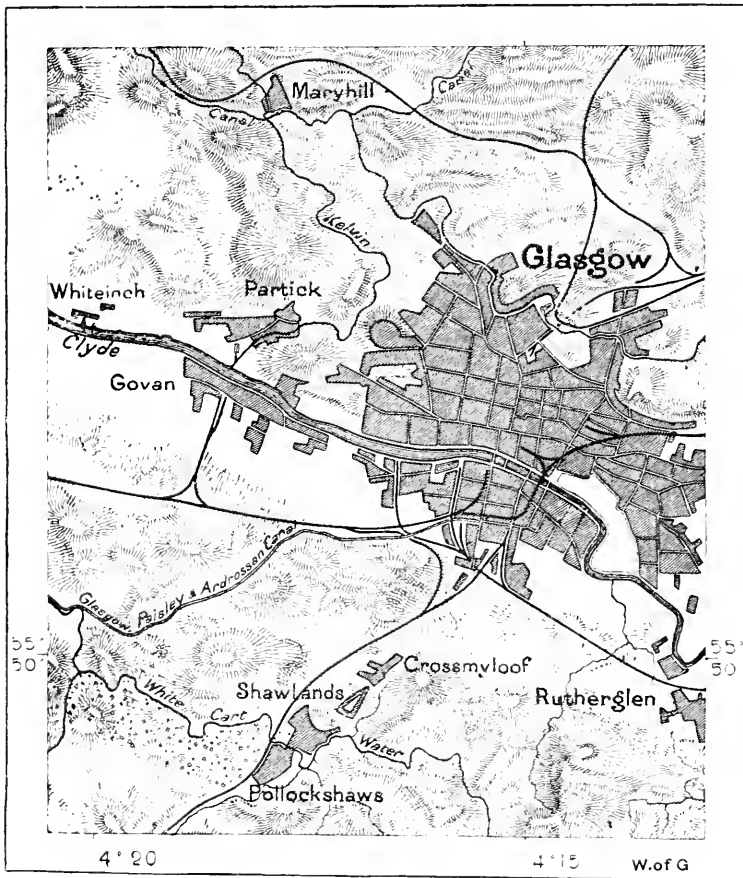 Maryhill
Canal
Canal
Kelvin
Glasgow
Whiteinch
Partick
Clyde
Govan
Glasgow Paisley & Ardrossan Canal
55°
50'
55°
50'
Crossmyloof
Shawlands
White
Cart
Water
Rutherglen
Pollockshaws
4° 20
4° 15
W. of G